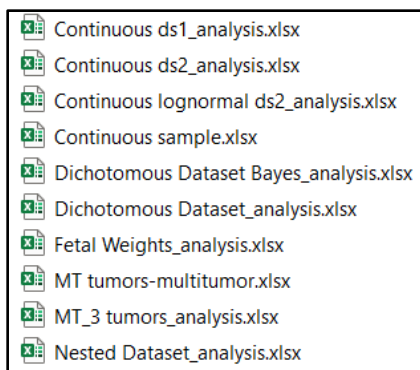 Continuous ds1_analysis.xlsx
Continuous ds2_analysis.xlsx
Continuous lognormal ds2_analysis.xlsx
Continuous sample.xlsx
Dichotomous Dataset Bayes_analysis.xlsx
Dichotomous Dataset_analysis.xlsx
Fetal Weights_analysis.xlsx
MT tumors-multitumor.xlsx
MT_3 tumors_analysis.xlsx
Nested Dataset_analysis.xlsx